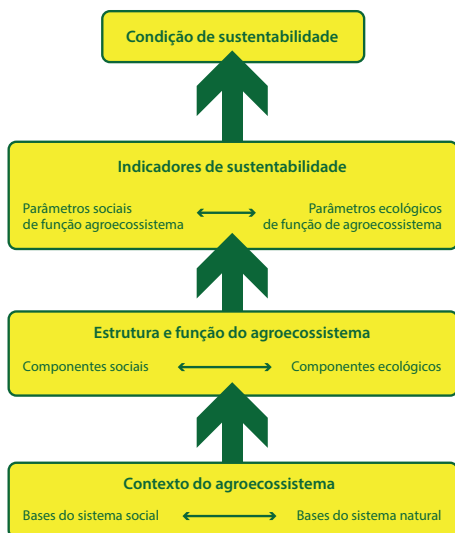 Condição de sustentabilidade
Indicadores de sustentabilidade
Parâmetros sociais
de função agroecossistema
Parâmetros ecológicos
de função de agroecossistema
Estrutura e função do agroecossistema
Componentes sociais
Componentes ecológicos
Contexto do agroecossistema
Bases do sistema social
Bases do sistema natural